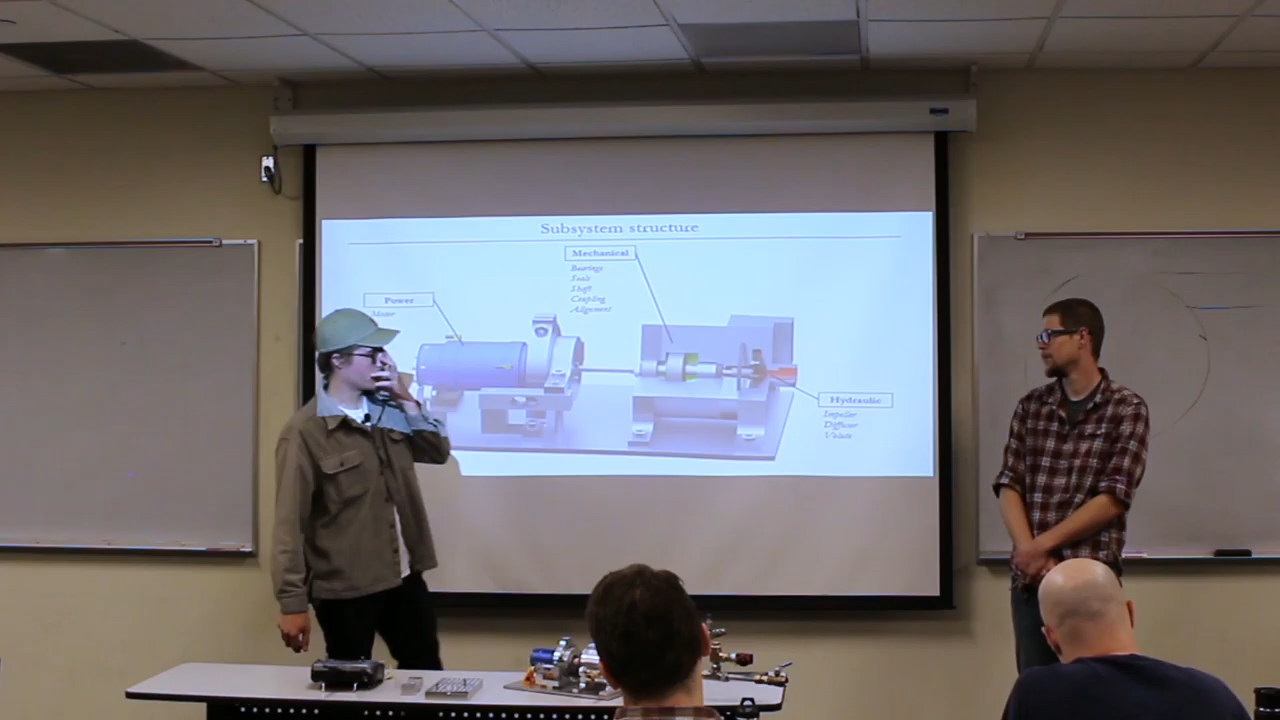 Subsystem structure
Mechanical
Bearings
Seals
Shaft
Coupling
Alignment
Power
Motor
Hydraulic
Impeller
Diffuser
Volute